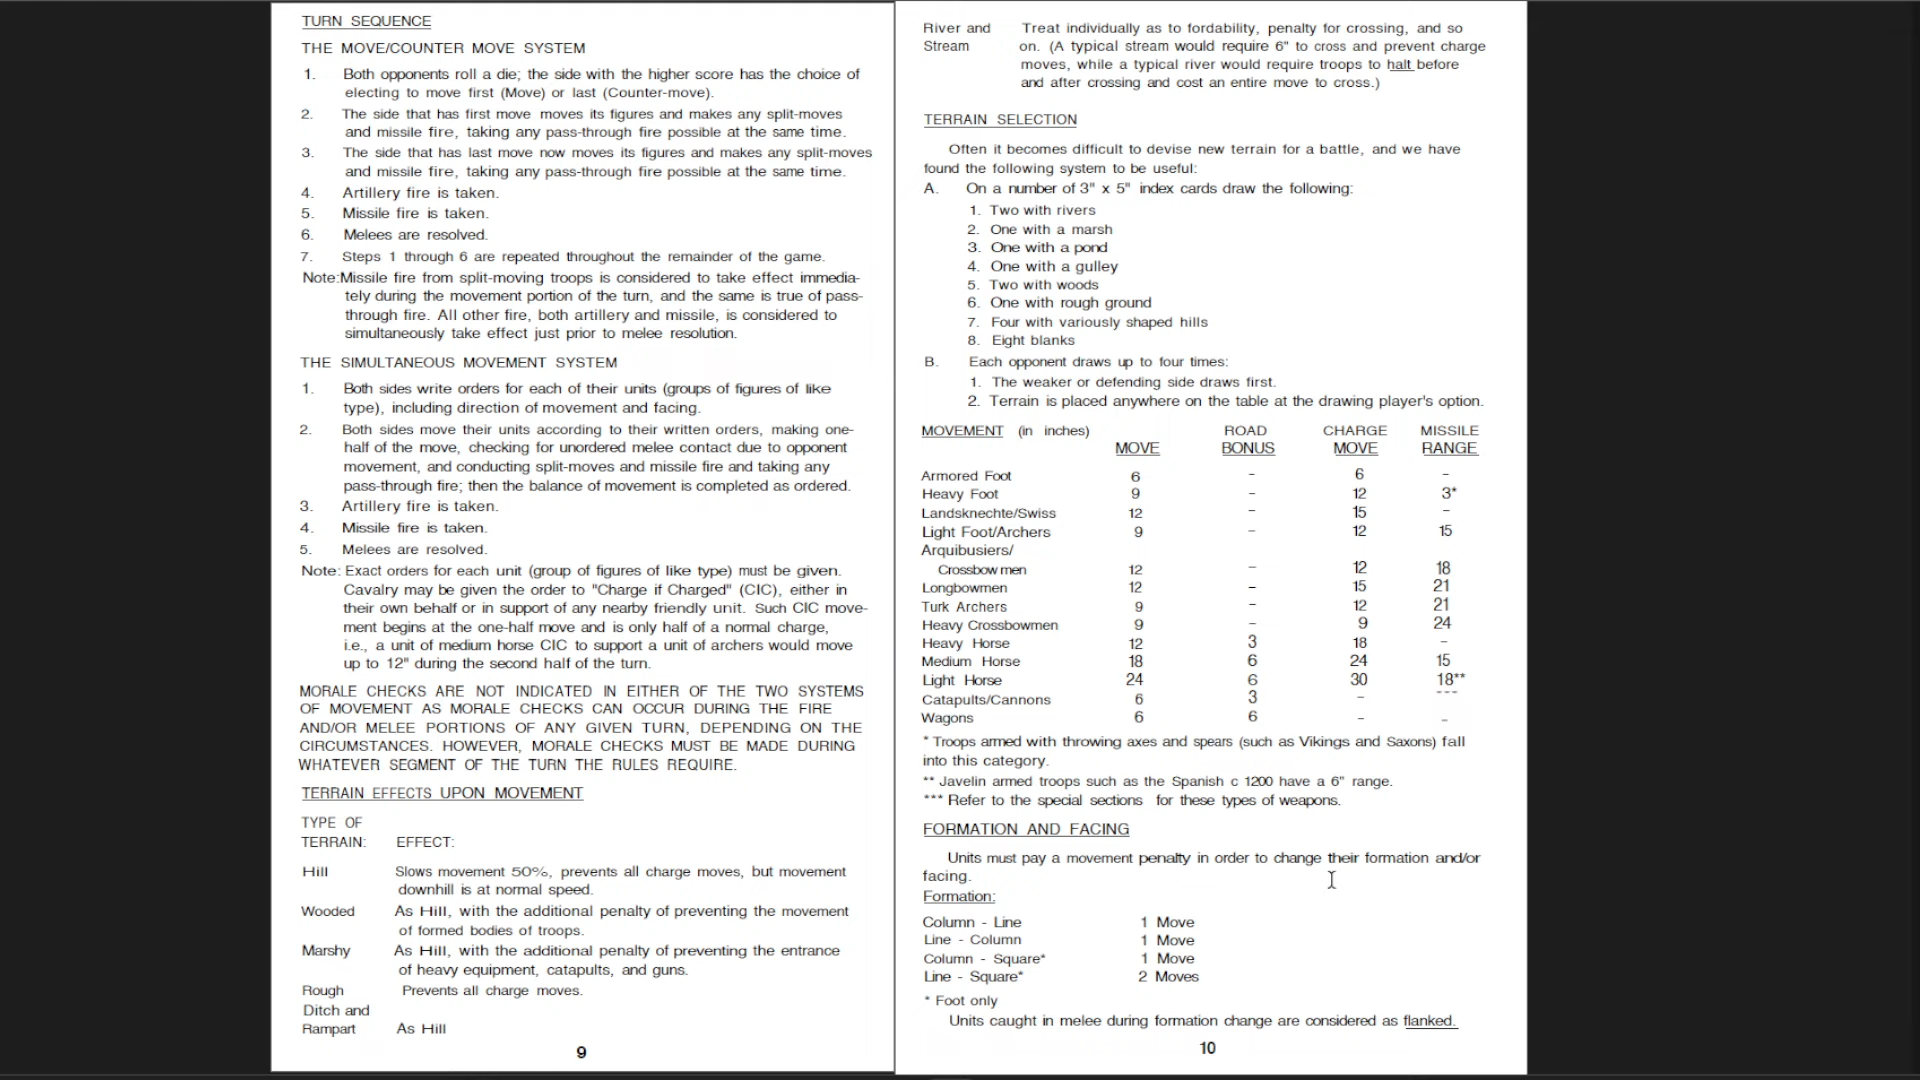 TURN SEQUENCE
THE MOVE/COUNTER MOVE SYSTEM
1. Both opponents roll a die; the side with the higher score has the choice of
electing to move first (Move) or last (Counter-move).
2. The side that has first move moves its figures and makes any split-moves
and missile fire, taking any pass-through fire possible at the same time.
3. The side that has last move now moves its figures and makes any split-moves
and missile fire, taking any pass-through fire possible at the same time.
4. Artillery fire is taken.
5. Missile fire is taken.
6. Melees are resolved.
7. Steps 1 through 6 are repeated throughout the remainder of the game.
Note:Missile fire from split-moving troops is considered to take effect immedia-
tely during the movement portion of the turn, and the same is true of pass-
through fire. All other fire, both artillery and missile, is considered to
simultaneously take effect just prior to melee resolution.
THE SIMULTANEOUS MOVEMENT SYSTEM
1. Both sides write orders for each of their units (groups of figures of like
type), including direction of movement and facing.
2. Both sides move their units according to their written orders, making one-
half of the move, checking for unordered melee contact due to opponent
movement, and conducting split-moves and missile fire and taking any
pass-through fire; then the balance of movement is completed as ordered.
3. Artillery fire is taken.
4. Missile fire is taken.
5. Melees are resolved.
Note: Exact orders for each unit (group of figures of like type) must be given.
Cavalry may be given the order to "Charge if Charged" (CIC), either in
their own behalf or in support of any nearby friendly unit. Such CIC move-
ment begins at the one-half move and is only half of a normal charge,
i.e., a unit of medium horse CIC to support a unit of archers would move
up to 12" during the second half of the turn.
MORALE CHECKS ARE NOT INDICATED IN EITHER OF THE TWO SYSTEMS
OF MOVEMENT AS MORALE CHECKS CAN OCCUR DURING THE FIRE
AND/OR MELEE PORTIONS OF ANY GIVEN TURN, DEPENDING ON THE
CIRCUMSTANCES. HOWEVER, MORALE CHECKS MUST BE MADE DURING
WHATEVER SEGMENT OF THE TURN THE RULES REQUIRE.
TERRAIN EFFECTS UPON MOVEMENT
TYPE OF
TERRAIN: EFFECT:
Hill Slows movement 50%, prevents all charge moves, but movement
downhill is at normal speed.
Wooded As Hill, with the additional penalty of preventing the movement
of formed bodies of troops.
Marshy As Hill, with the additional penalty of preventing the entrance
of heavy equipment, catapults, and guns.
Rough Prevents all charge moves.
Ditch and
Rampart As Hill
9
River and Treat individually as to fordability, penalty for crossing, and so
Stream on. (A typical stream would require 6" to cross and prevent charge
moves, while a typical river would require troops to halt before
and after crossing and cost an entire move to cross.)
TERRAIN SELECTION
Often it becomes difficult to devise new terrain for a battle, and we have
found the following system to be useful:
A. On a number of 3" x 5" index cards draw the following:
1. Two with rivers
2. One with a marsh
3. One with a pond
4. One with a gulley
5. Two with woods
6. One with rough ground
7. Four with variously shaped hills
8. Eight blanks
B. Each opponent draws up to four times:
1. The weaker or defending side draws first.
2. Terrain is placed anywhere on the table at the drawing player's option.
MOVEMENT (in inches) ROAD CHARGE MISSILE
MOVE BONUS MOVE RANGE
Armored Foot 6 - 6 -
Heavy Foot 9 - 12 3*
Landsknechte/Swiss 12 - 15 -
Light Foot/Archers 9 - 12 15
Arquibusiers/
Crossbowmen 12 - 12 18
Longbowmen 12 - 15 21
Turk Archers 9 - 12 21
Heavy Crossbowmen 9 - 9 24
Heavy Horse 12 3 18 -
Medium Horse 18 6 24 15
Light Horse 24 6 30 18**
Catapults/Cannons 6 3 - ---
Wagons 6 6 - -
* Troops armed with throwing axes and spears (such as Vikings and Saxons) fall
into this category.
** Javelin armed troops such as the Spanish c 1200 have a 6" range.
*** Refer to the special sections for these types of weapons.
FORMATION AND FACING
Units must pay a movement penalty in order to change their formation and/or
facing.
Formation:
Column - Line 1 Move
Line - Column 1 Move
Column - Square* 1 Move
Line - Square* 2 Moves
* Foot only
Units caught in melee during formation change are considered as flanked.
10